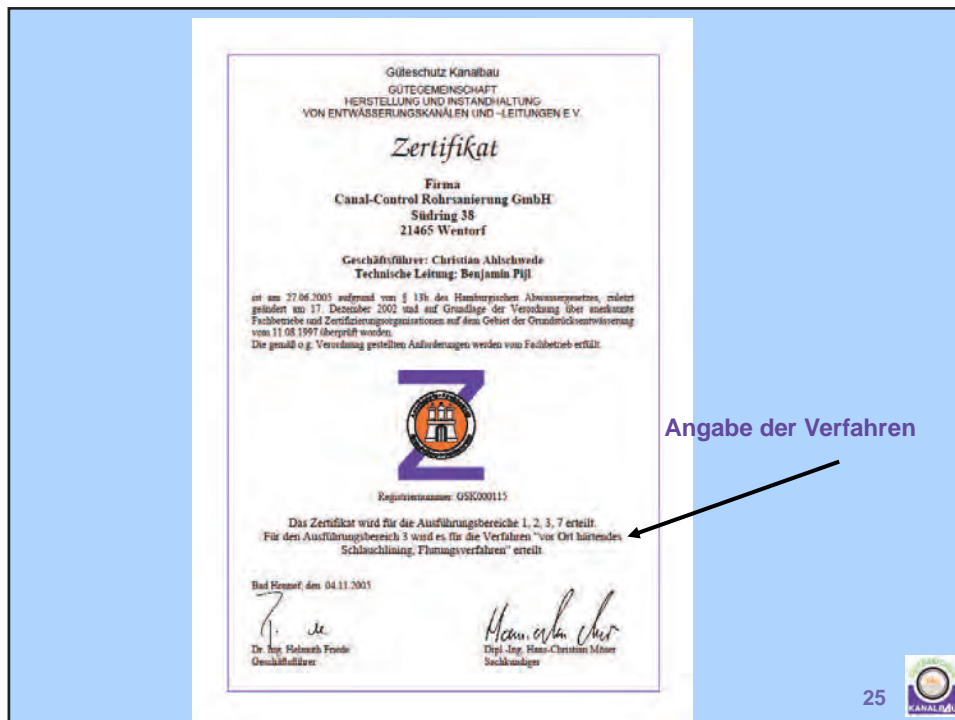 Güteschutz Kanalbau
GÜTEGEMEINSCHAFT
HERSTELLUNG UND INSTANDHALTUNG
VON ENTWÄSSERUNGSKANÄLEN UND -LEITUNGEN E.V.
Zertifikat
Firma
Canal-Control Rohrsanierung GmbH
Südring 38
21465 Wentorf
Geschäftsführer: Christian Ahlschwede
Technische Leitung: Benjamin Pijl
ist am 27.06.2005 aufgrund von § 13b des Hamburgischen Abwassergesetzes, zuletzt
geändert am 17. Dezember 2002 und auf Grundlage der Verordnung über anerkannte
Fachbetriebe und Zertifizierungsorganisationen auf dem Gebiet der Grundstücksentwässerung
vom 11.08.1997 überprüft worden.
Die gemäß o.g. Verordnung gestellten Anforderungen werden vom Fachbetrieb erfüllt.
Angabe der Verfahren
Registriernummer: GSK000115
Das Zertifikat wird für die Ausführungsbereiche 1, 2, 3, 7 erteilt.
Für den Ausführungsbereich 3 wird es für die Verfahren "vor Ort härtendes
Schlauchlining, Flutungsverfahren" erteilt.
Bad Honnef, den 04.11.2005
Dr. Ing. Helmuth Friede
Geschäftsführer
Dipl.-Ing. Hans-Christian Möser
Sachkundiger
25
KANALBAU